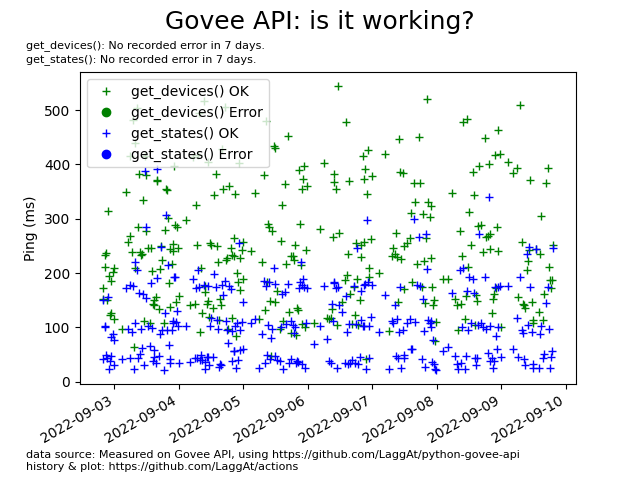 Govee API: is it working?
get_devices(): No recorded error in 7 days.
get_states(): No recorded error in 7 days.
get_devices() OK
get_devices() Error
get_states() OK
get_states() Error
Ping (ms)
500
400
300
200
100
0
2022-09-03
2022-09-04
2022-09-05
2022-09-06
2022-09-07
2022-09-08
2022-09-09
2022-09-10
data source: Measured on Govee API, using https://github.com/LaggAt/python-govee-api
history & plot: https://github.com/LaggAt/actions